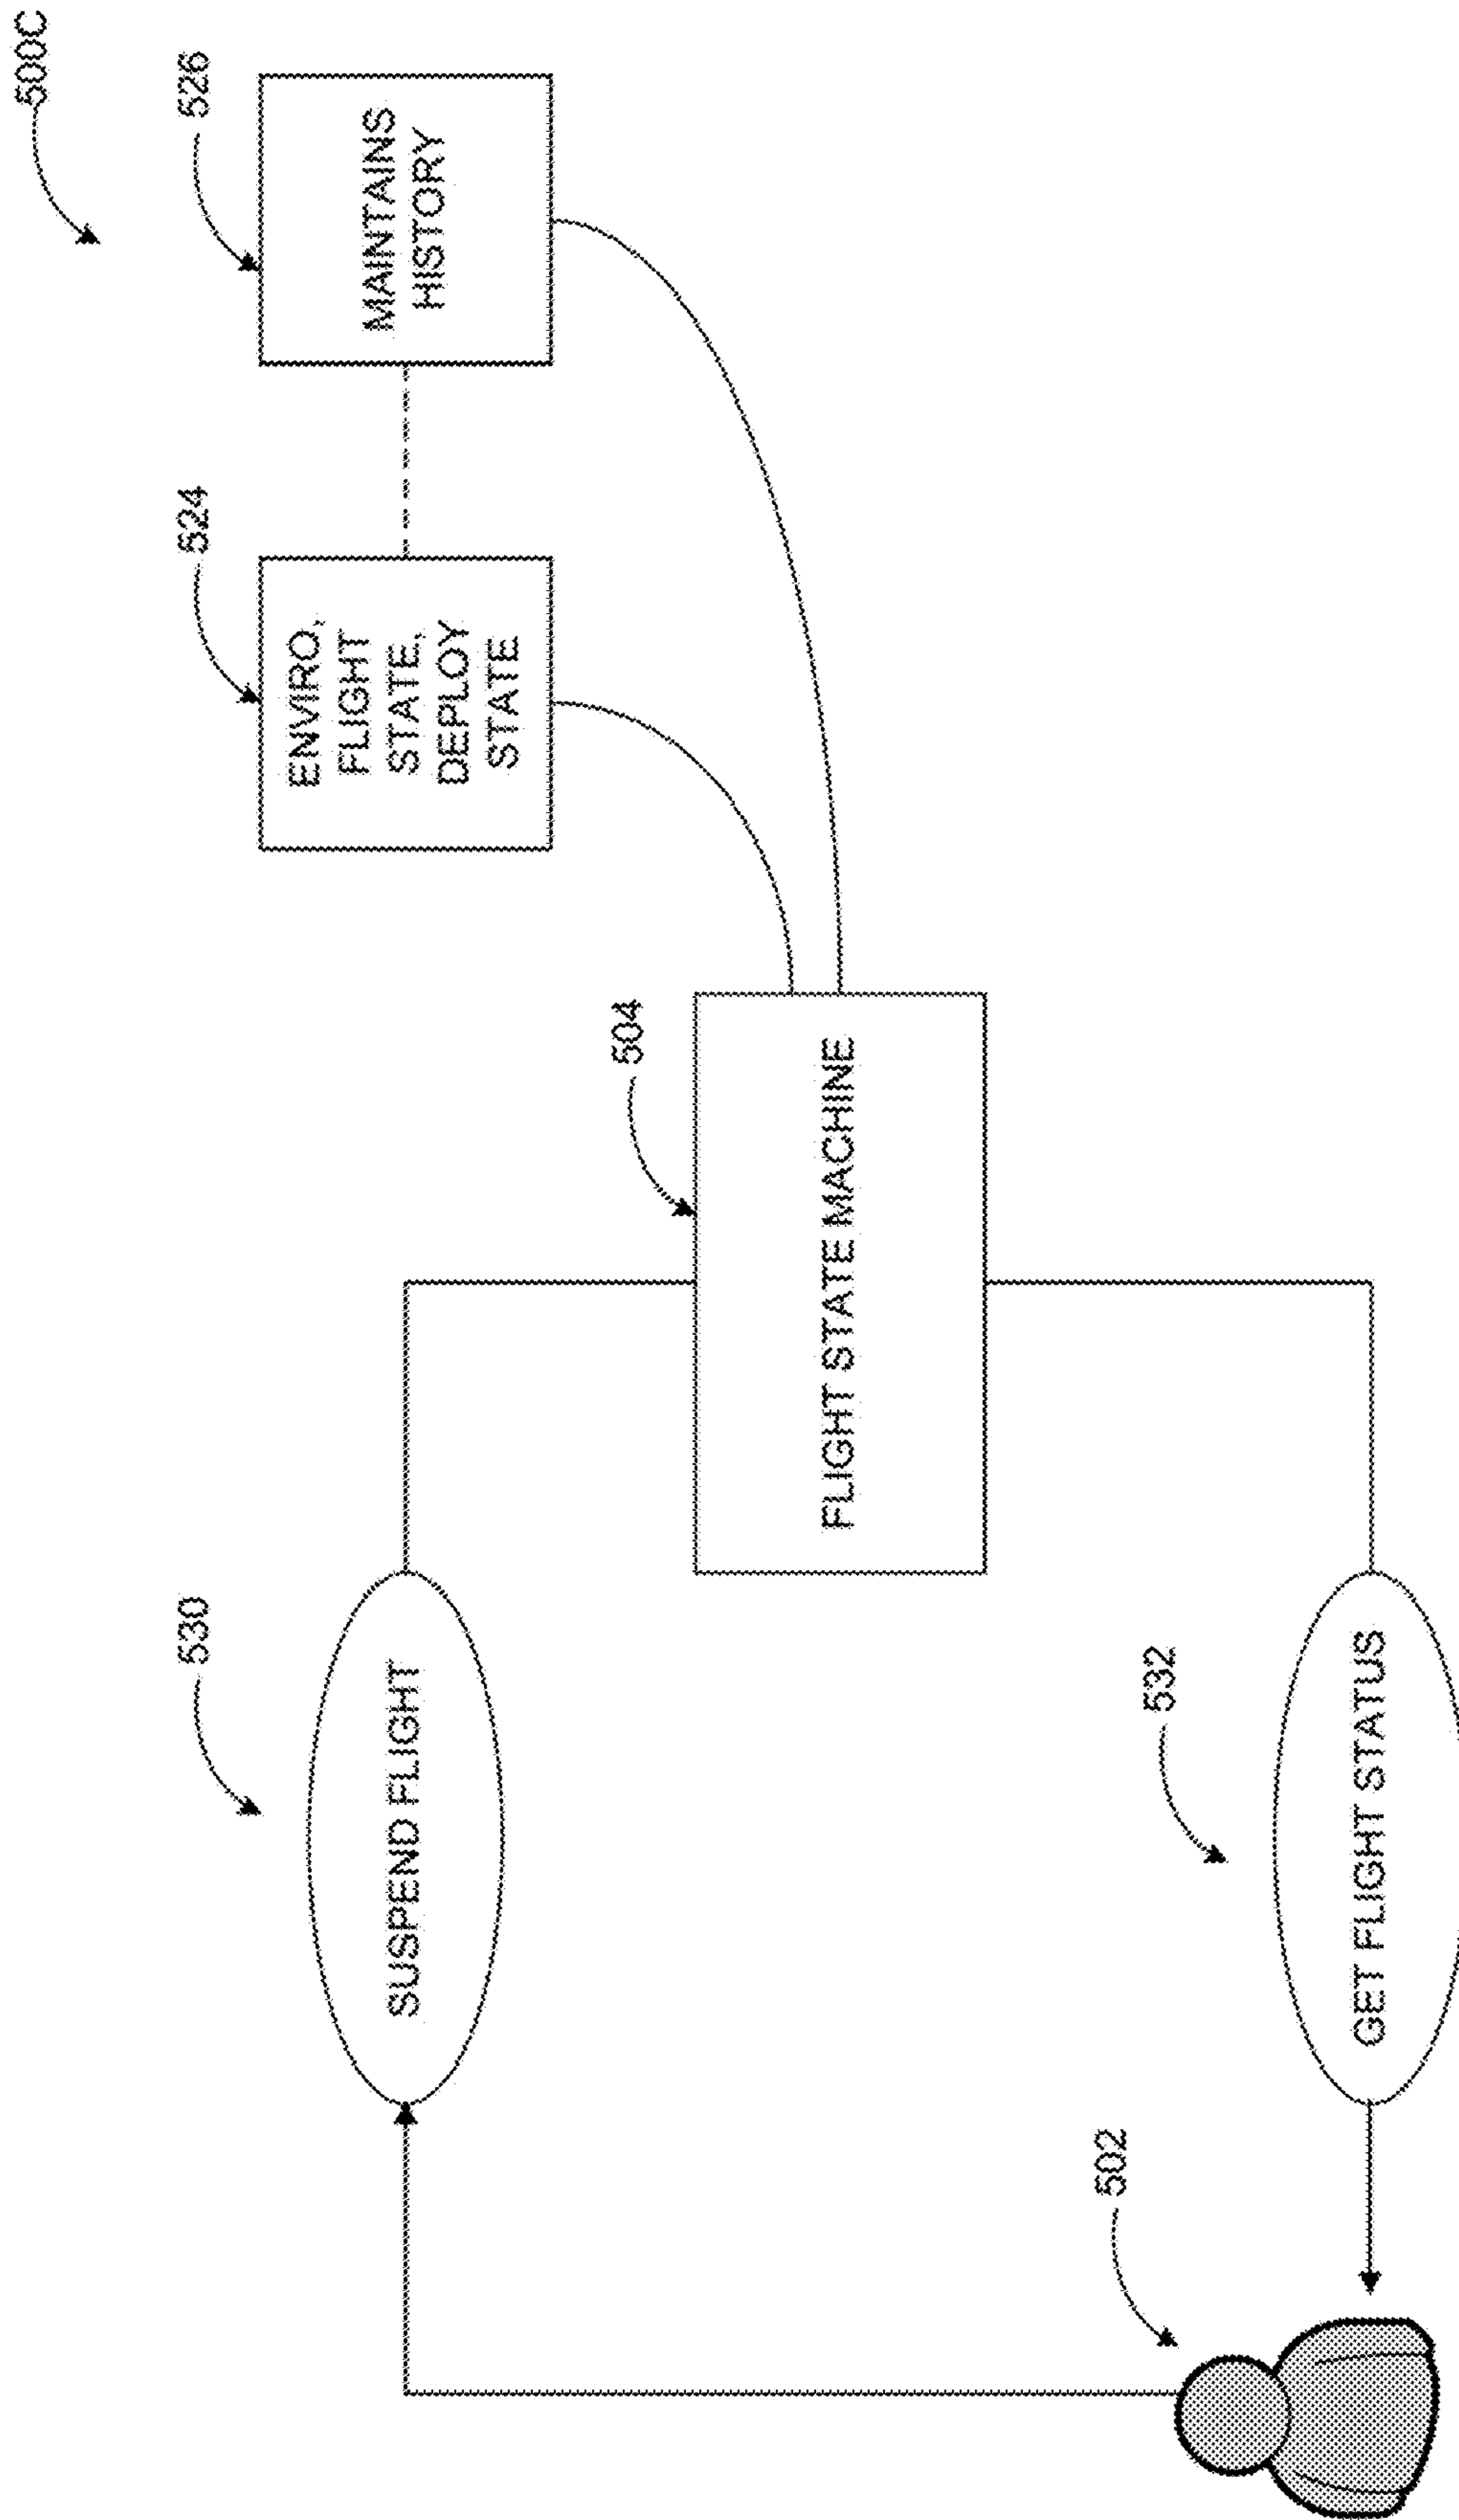 500C
530
SUSPEND FLIGHT
524
ENVIRO,
FLIGHT
STATE,
DEPLOY
STATE
526
MAINTAINS
HISTORY
504
FLIGHT STATE MACHINE
502
532
GET FLIGHT STATUS